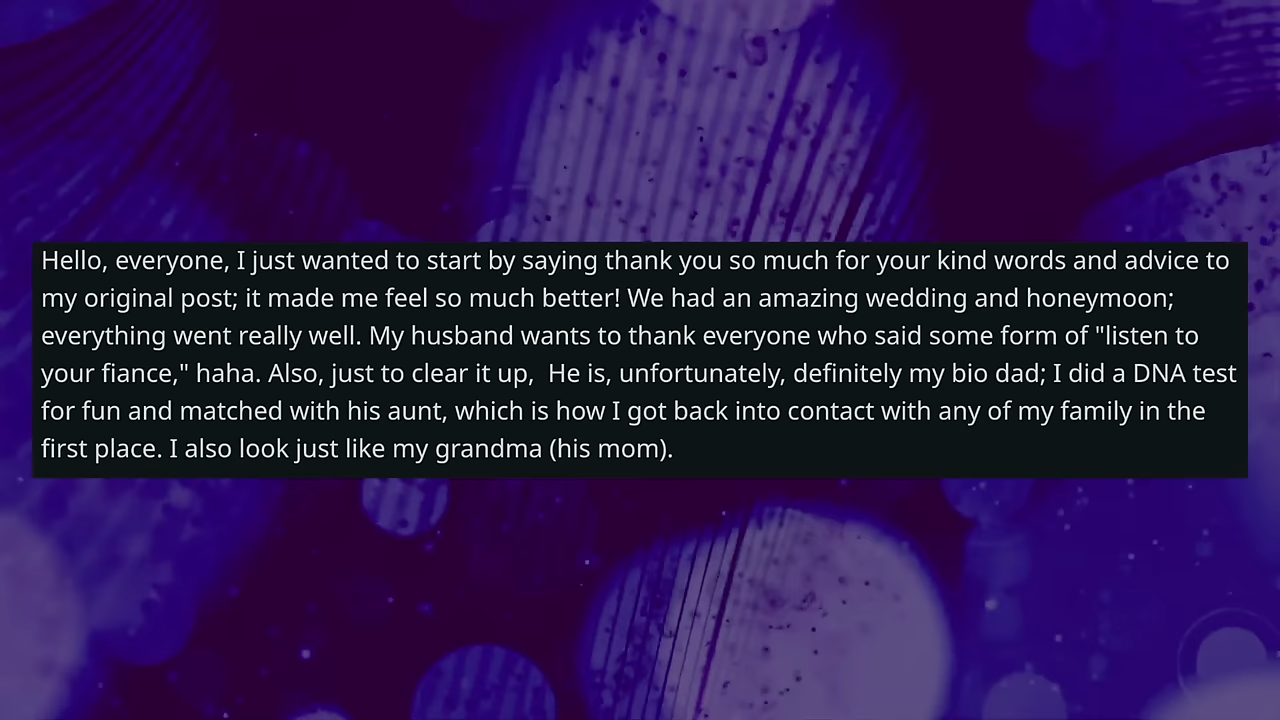 Hello, everyone, I just wanted to start by saying thank you so much for your kind words and advice to
my original post; it made me feel so much better! We had an amazing wedding and honeymoon;
everything went really well. My husband wants to thank everyone who said some form of "listen to
your fiance," haha. Also, just to clear it up,  He is, unfortunately, definitely my bio dad; I did a DNA test
for fun and matched with his aunt, which is how I got back into contact with any of my family in the
first place. I also look just like my grandma (his mom).